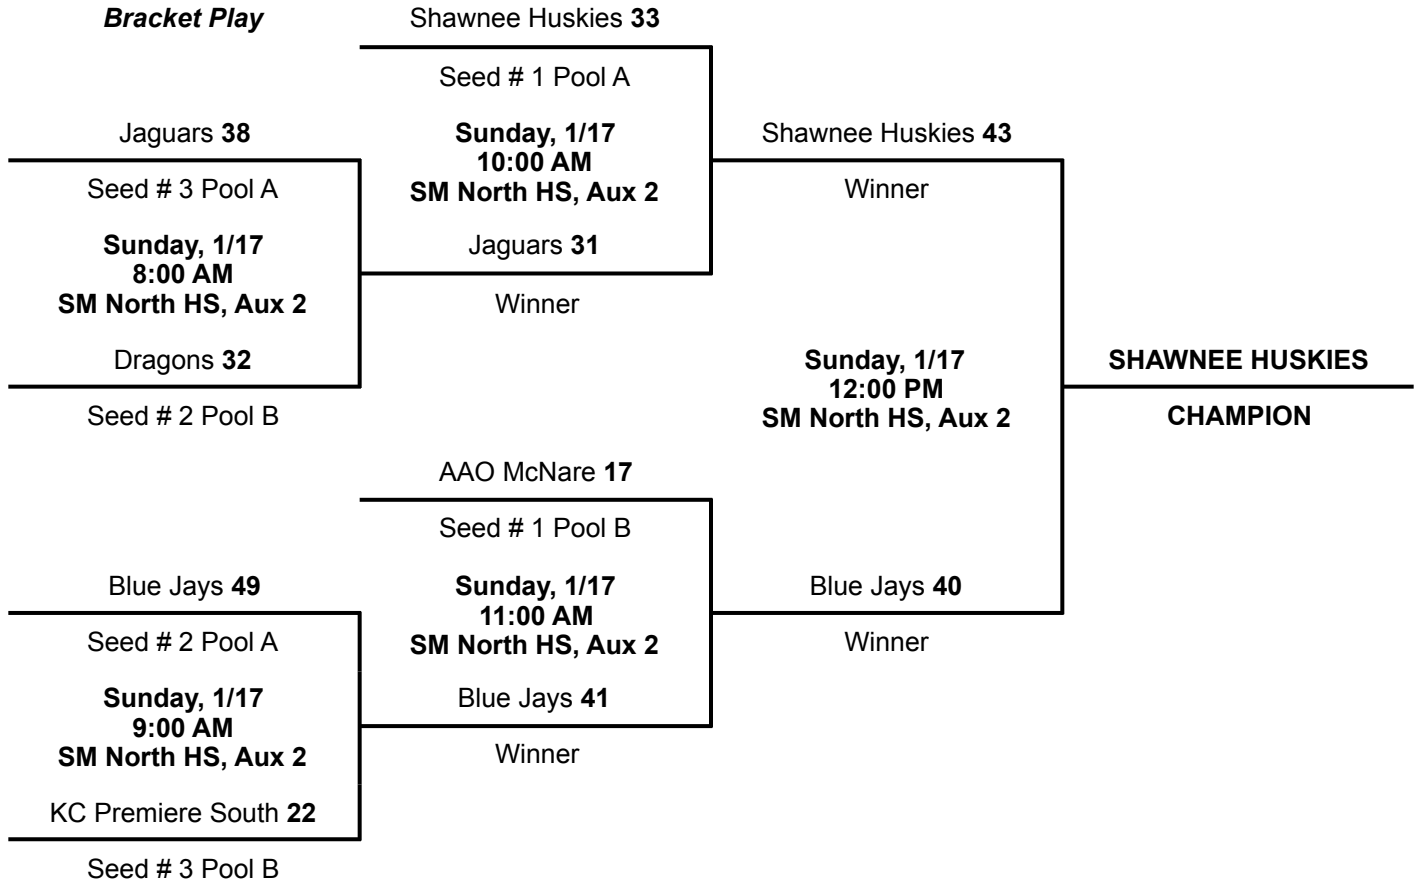 Bracket Play
Shawnee Huskies 33
Seed # 1 Pool A
Jaguars 38
Sunday, 1/17
10:00 AM
SM North HS, Aux 2
Shawnee Huskies 43
Seed # 3 Pool A
Winner
Sunday, 1/17
8:00 AM
SM North HS, Aux 2
Jaguars 31
Winner
Dragons 32
Sunday, 1/17
12:00 PM
SM North HS, Aux 2
SHAWNEE HUSKIES
Seed # 2 Pool B
CHAMPION
AAO McNare 17
Seed # 1 Pool B
Blue Jays 49
Sunday, 1/17
11:00 AM
SM North HS, Aux 2
Blue Jays 40
Seed # 2 Pool A
Winner
Sunday, 1/17
9:00 AM
SM North HS, Aux 2
Blue Jays 41
Winner
KC Premiere South 22
Seed # 3 Pool B